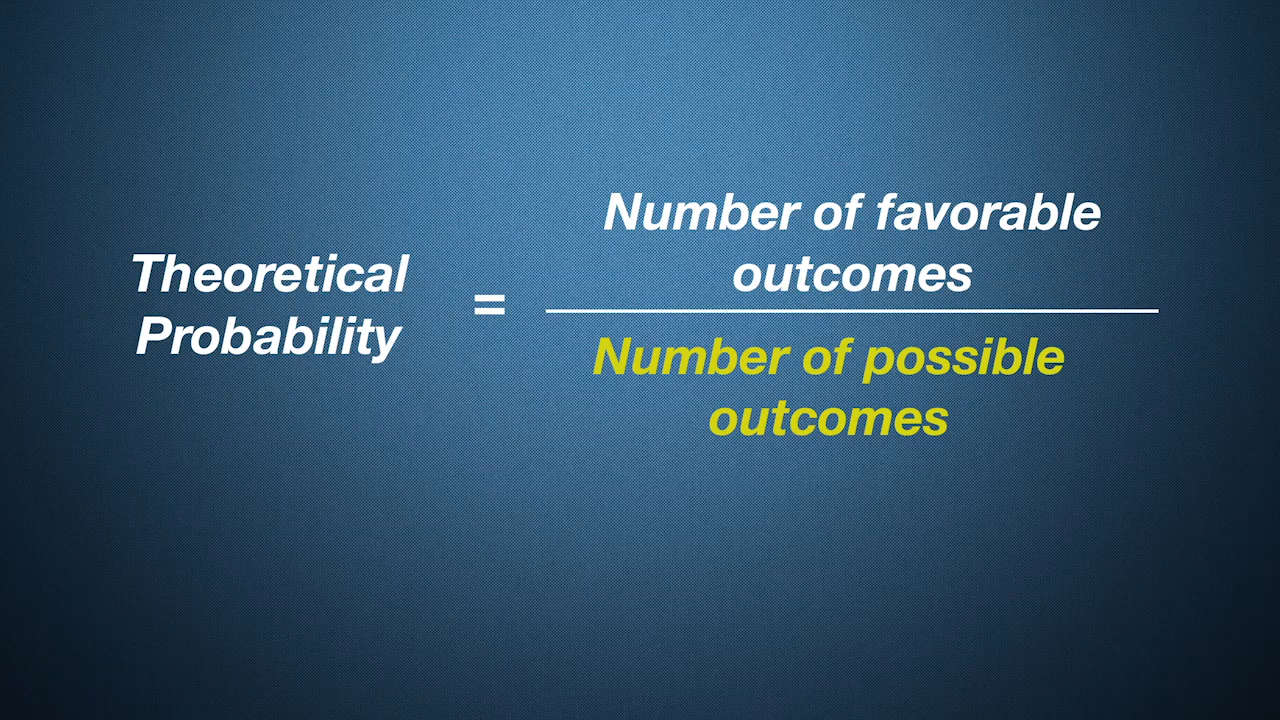 Theoretical
Probability
=
Number of favorable
outcomes
Number of possible
outcomes